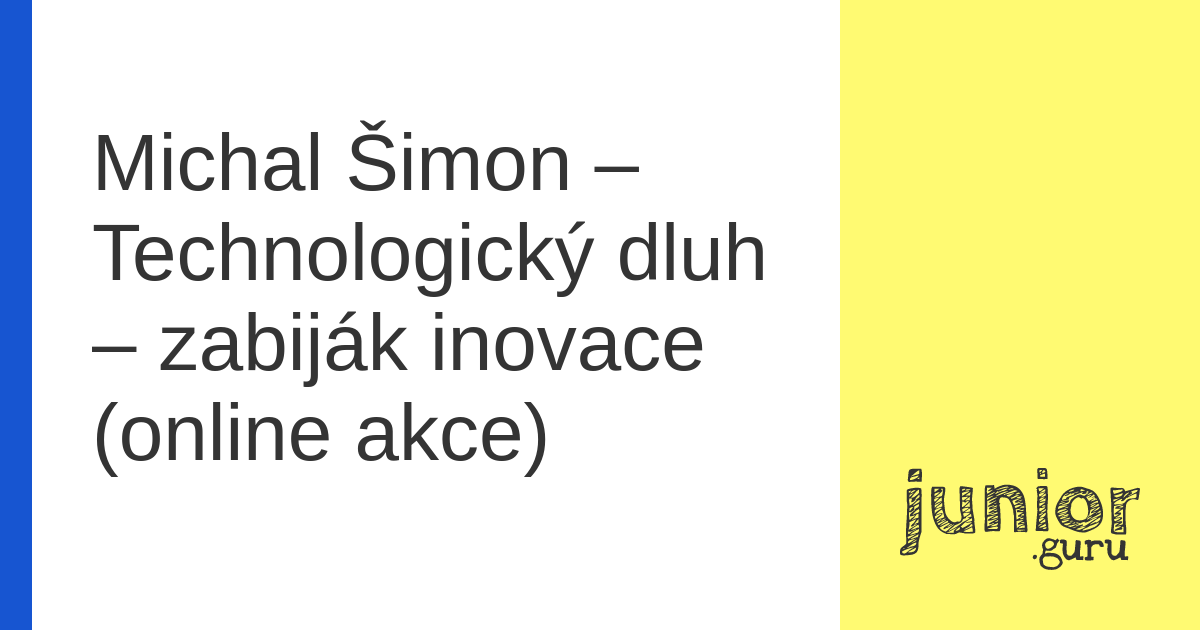 Michal Šimon –
Technologický dluh
– zabiják inovace
(online akce)
junior
.guru